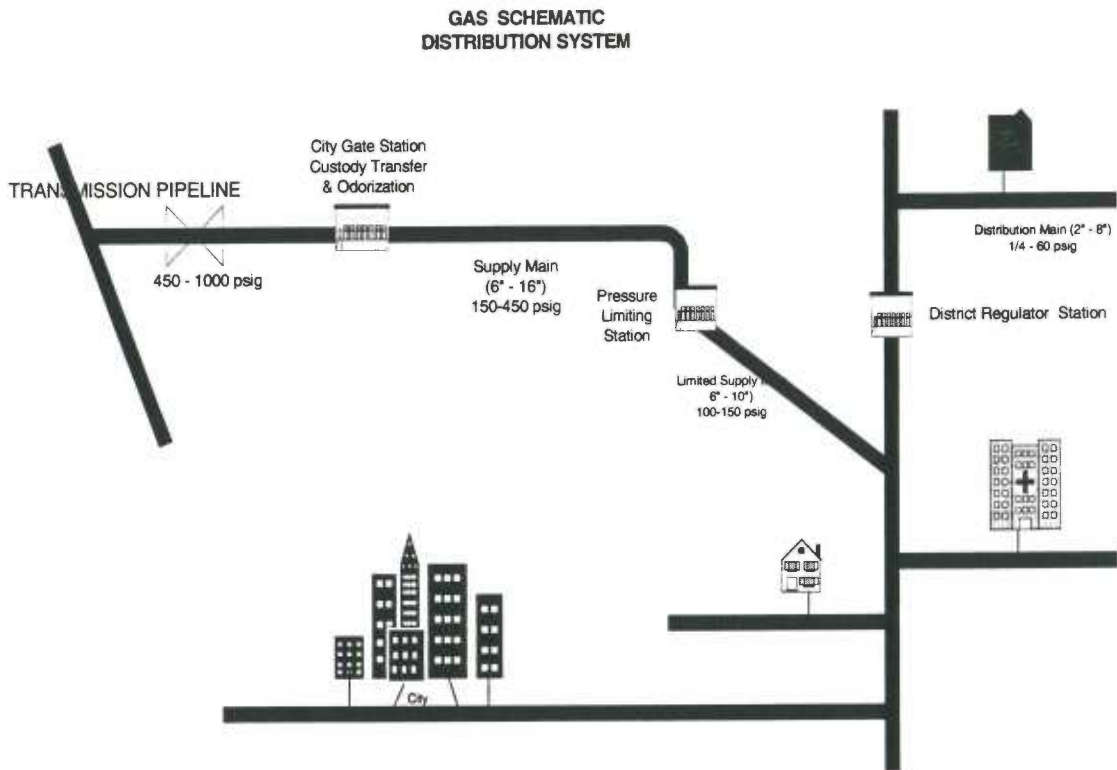 GAS SCHEMATIC
DISTRIBUTION SYSTEM
City Gate Station
Custody Transfer
& Odorization
TRANSMISSION PIPELINE
450 - 1000 psig
Supply Main
(6" - 16")
150-450 psig
Pressure
Limiting
Station
Limited Supply
6" - 10")
100-150 psig
Distribution Main (2" - 8")
1/4 - 60 psig
District Regulator Station
City